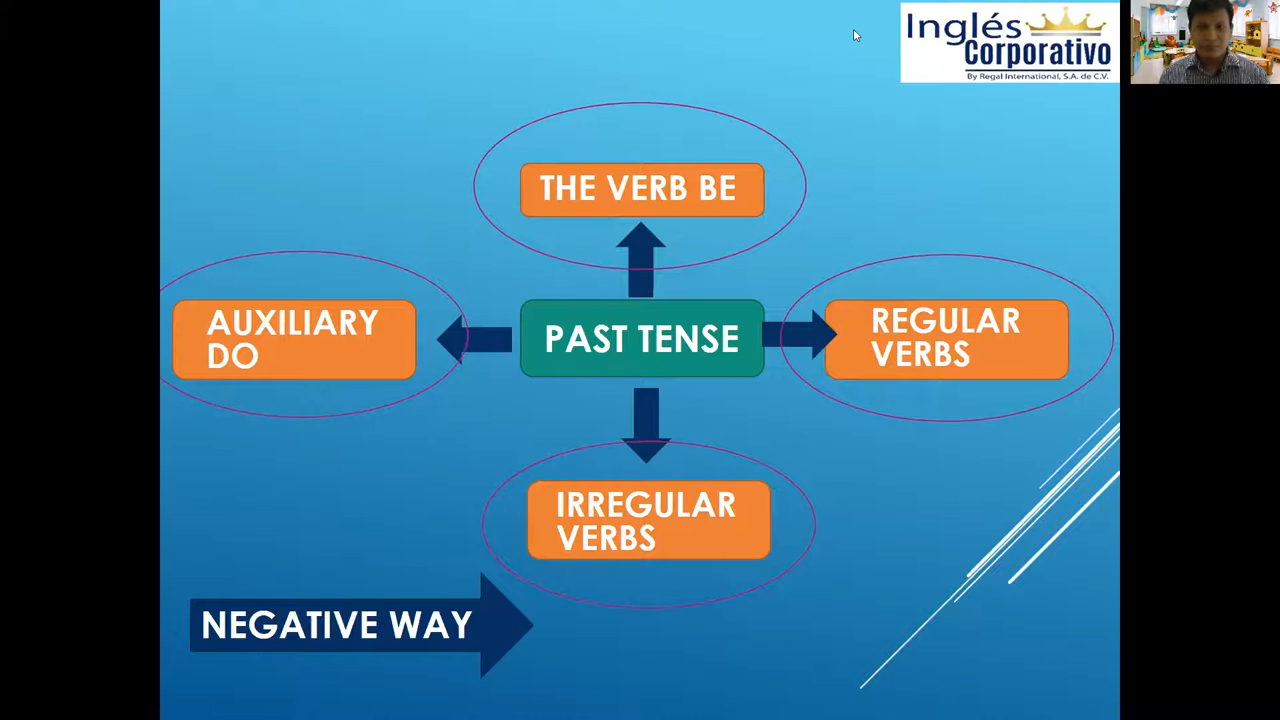 Inglés
Corporativo
By Regal International, S.A. de C.V.
THE VERB BE
AUXILIARY
DO
PAST TENSE
REGULAR
VERBS
IRREGULAR
VERBS
NEGATIVE WAY